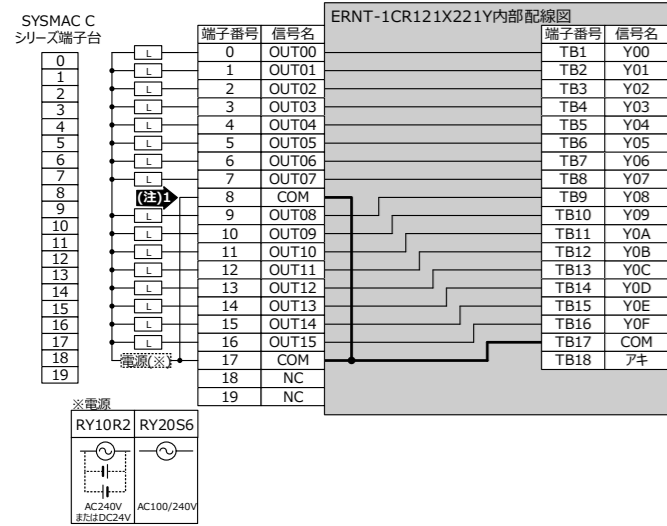 SYSMAC C
シリーズ端子台
0
1
2
3
4
5
6
7
8
9
10
11
12
13
14
15
16
17
18
19
ERNT-1CR121X221Y内部配線図
端子番号 信号名 端子番号 信号名
L 0 OUT00 TB1 Y00
L 1 OUT01 TB2 Y01
L 2 OUT02 TB3 Y02
L 3 OUT03 TB4 Y03
L 4 OUT04 TB5 Y04
L 5 OUT05 TB6 Y05
L 6 OUT06 TB7 Y06
L 7 OUT07 TB8 Y07
(注)1 8 COM TB9 Y08
L 9 OUT08 TB10 Y09
L 10 OUT09 TB11 Y0A
L 11 OUT10 TB12 Y0B
L 12 OUT11 TB13 Y0C
L 13 OUT12 TB14 Y0D
L 14 OUT13 TB15 Y0E
L 15 OUT14 TB16 Y0F
L 16 OUT15 TB17 COM
電源(※) 17 COM TB18 アキ
18 NC
19 NC
※電源
RY10R2 RY20S6
AC240V
またはDC24V
AC100/240V